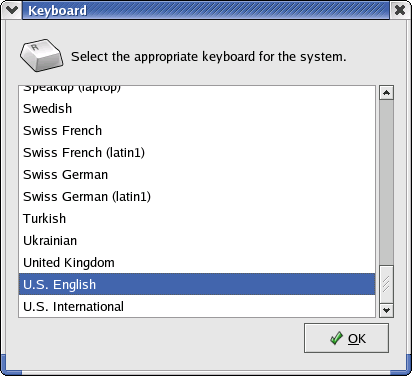 Keyboard
R
Select the appropriate keyboard for the system.
Speakup (laptop)
Swedish
Swiss French
Swiss French (latin1)
Swiss German
Swiss German (latin1)
Turkish
Ukrainian
United Kingdom
U.S. English
U.S. International
OK